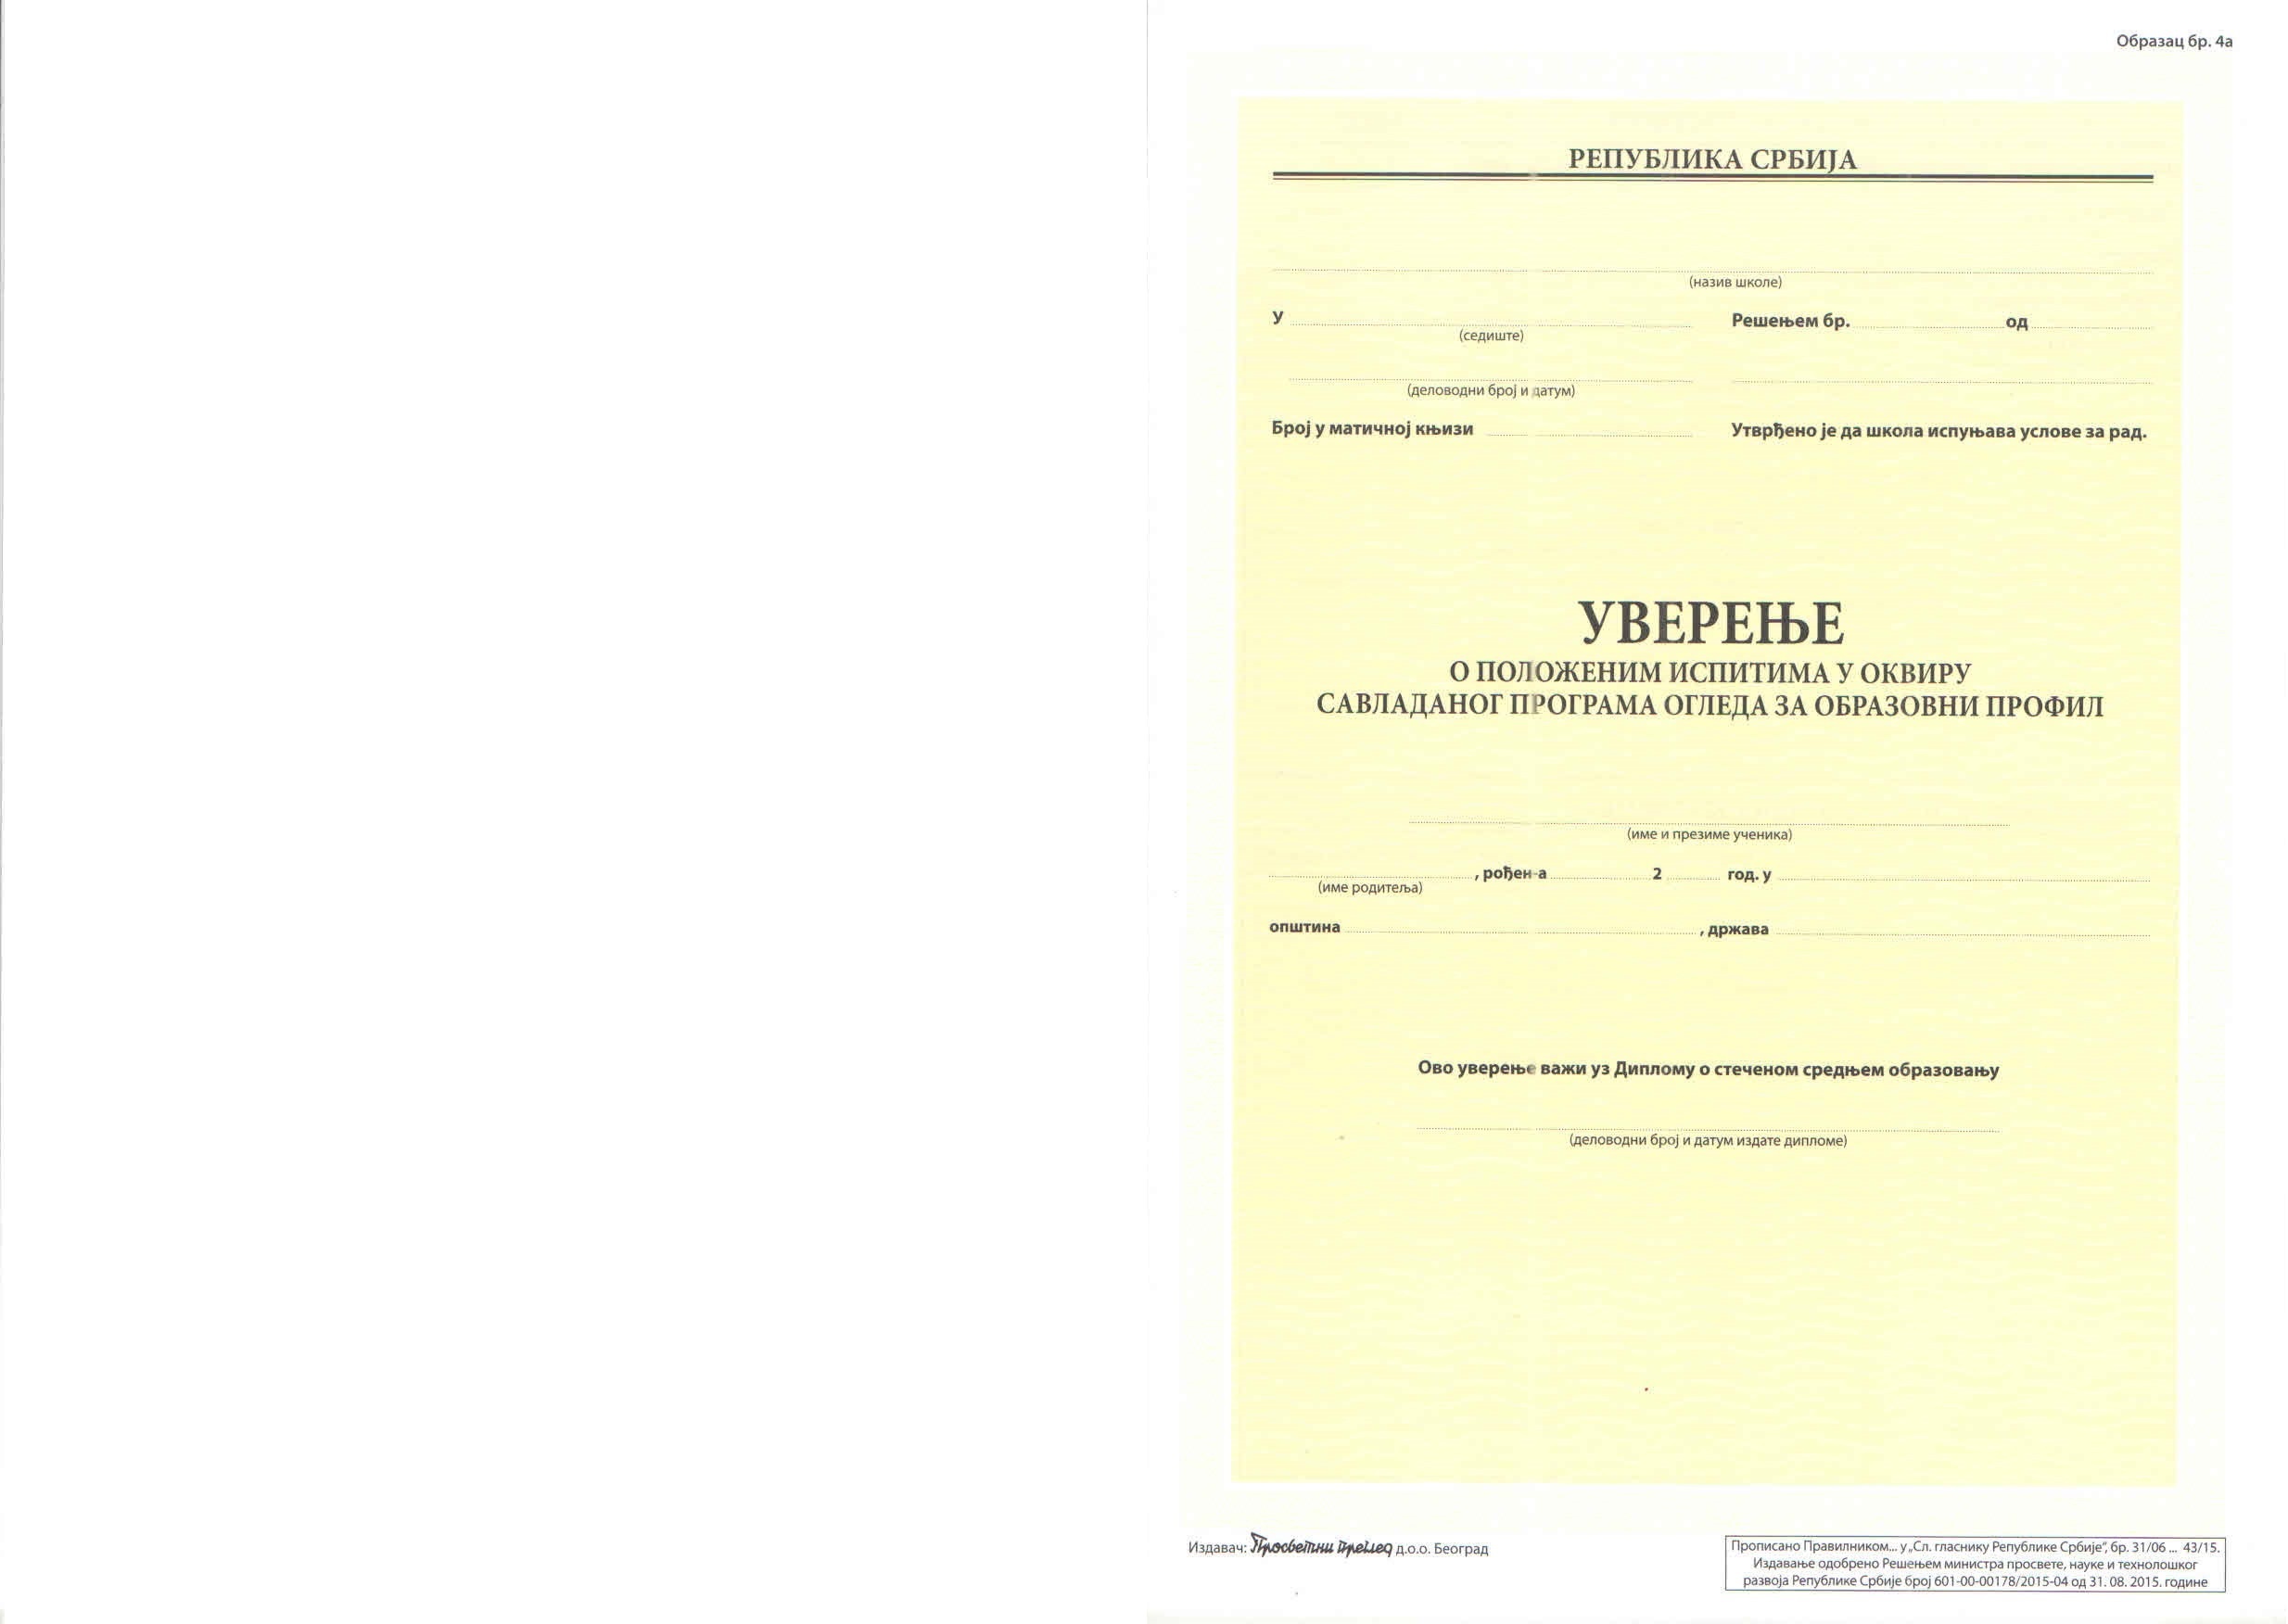 Образац бр. 4а
РЕПУБЛИКА СРБИЈА
(назив школе)
У Решењем бр. од
(седиште)
(деловодни број и датум)
Број у матичној књизи Утврђено је да школа испуњава услове за рад.
УВЕРЕЊЕ
О ПОЛОЖЕНИМ ИСПИТИМА У ОКВИРУ
САВЛАДАНОГ ПРОГРАМА ОГЛЕДА ЗА ОБРАЗОВНИ ПРОФИЛ
(име и презиме ученика)
, рођен-а 2 год. у
(име родитеља)
општина , држава
Ово уверење важи уз Диплому о стеченом средњем образовању
(деловодни број и датум издате дипломе)
Издавач: Просветни преглед д.о.о. Београд
Прописано Правилником... у „Сл. гласнику Републике Србије“, бр. 31/06 ... 43/15.
Издавање одобрено Решењем министра просвете, науке и технолошког
развоја Републике Србије број 601-00-00178/2015-04 од 31. 08. 2015. године